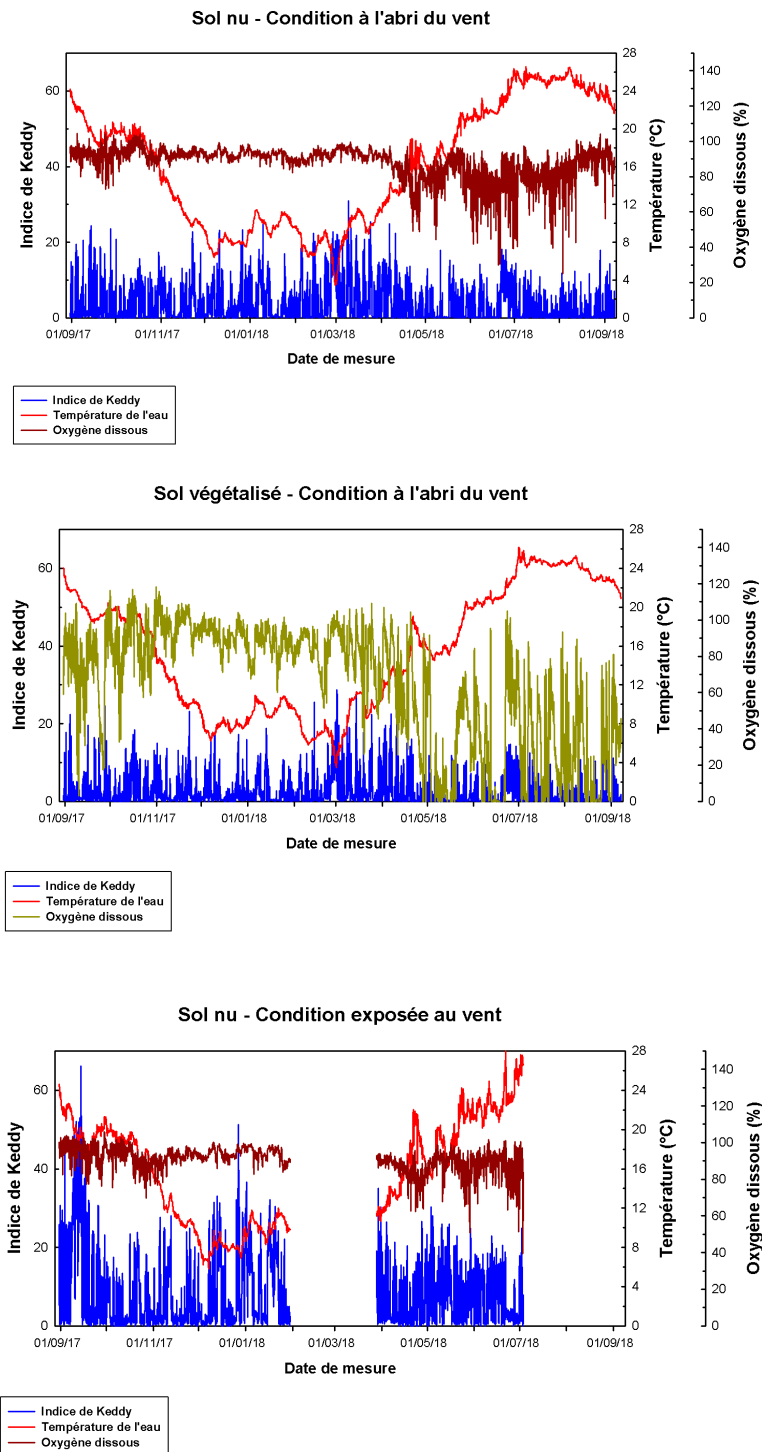 Sol nu - Condition à l'abri du vent
28
140
60
24
120
20
100
40
16
80
12
60
20
8
40
4
20
0
0
0
Indice de Keddy
Température (°C)
Oxygène dissous (%)
01/09/17 01/11/17 01/01/18 01/03/18 01/05/18 01/07/18 01/09/18
Date de mesure
Indice de Keddy
Température de l'eau
Oxygène dissous
Sol végétalisé - Condition à l'abri du vent
28
140
60
24
120
20
100
40
16
80
12
60
20
8
40
4
20
0
0
0
Indice de Keddy
Température (°C)
Oxygène dissous (%)
01/09/17 01/11/17 01/01/18 01/03/18 01/05/18 01/07/18 01/09/18
Date de mesure
Indice de Keddy
Température de l'eau
Oxygène dissous
Sol nu - Condition exposée au vent
28
140
60
24
120
20
100
40
16
80
12
60
20
8
40
4
20
0
0
0
Indice de Keddy
Température (°C)
Oxygène dissous (%)
01/09/17 01/11/17 01/01/18 01/03/18 01/05/18 01/07/18 01/09/18
Date de mesure
Indice de Keddy
Température de l'eau
Oxygène dissous